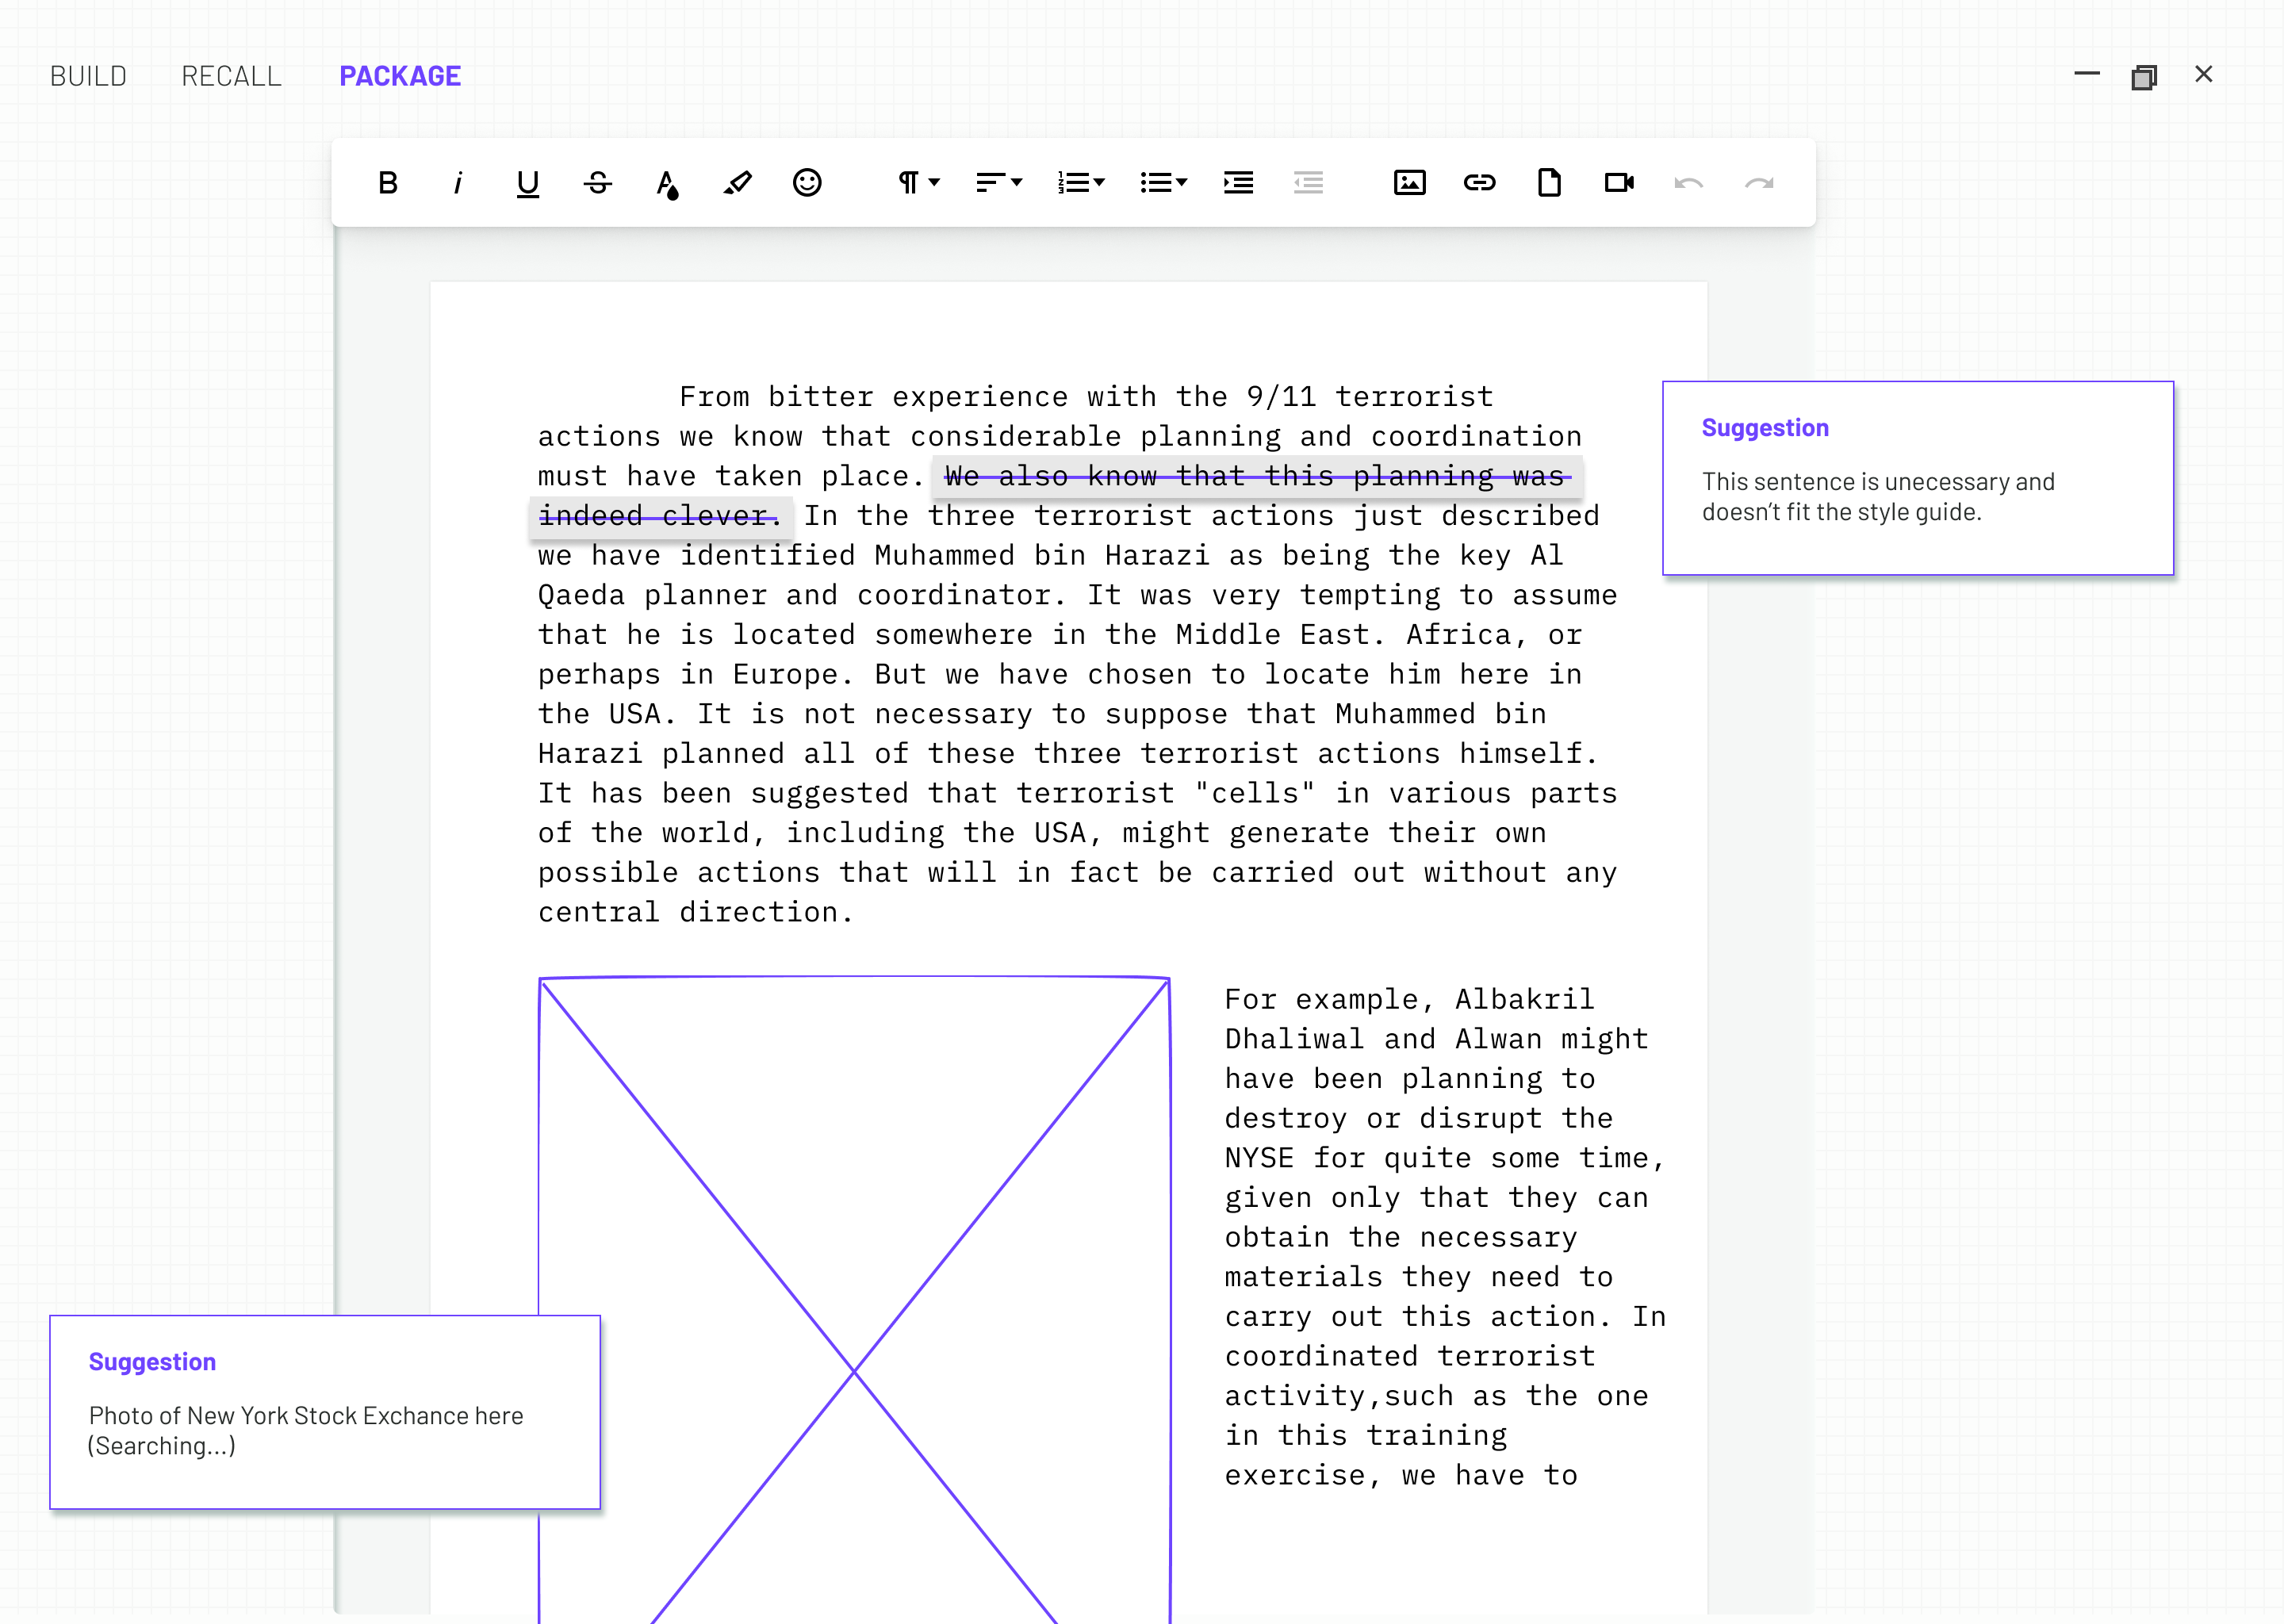 BUILD RECALL PACKAGE
From bitter experience with the 9/11 terrorist
actions we know that considerable planning and coordination
must have taken place. We also know that this planning was
indeed clever. In the three terrorist actions just described
we have identified Muhammed bin Harazi as being the key Al
Qaeda planner and coordinator. It was very tempting to assume
that he is located somewhere in the Middle East. Africa, or
perhaps in Europe. But we have chosen to locate him here in
the USA. It is not necessary to suppose that Muhammed bin
Harazi planned all of these three terrorist actions himself.
It has been suggested that terrorist "cells" in various parts
of the world, including the USA, might generate their own
possible actions that will in fact be carried out without any
central direction.
Suggestion
This sentence is unecessary and
doesn’t fit the style guide.
For example, Albakril
Dhaliwal and Alwan might
have been planning to
destroy or disrupt the
NYSE for quite some time,
given only that they can
obtain the necessary
materials they need to
carry out this action. In
coordinated terrorist
activity,such as the one
in this training
exercise, we have to
Suggestion
Photo of New York Stock Exchance here
(Searching...)